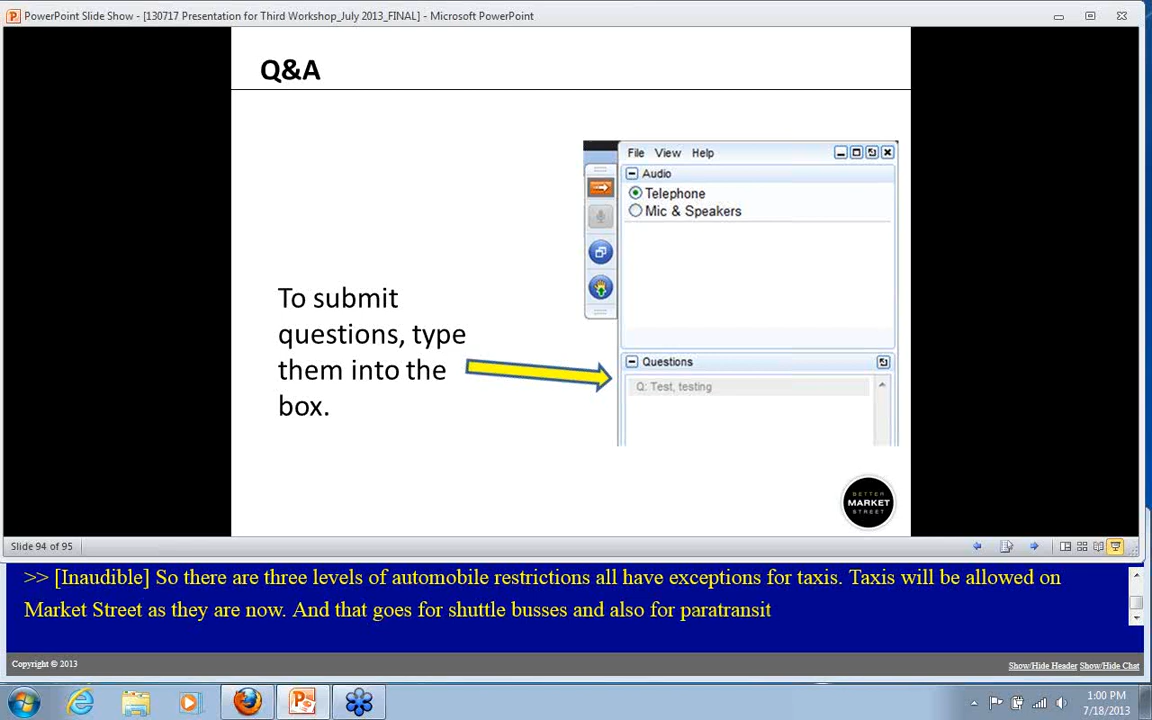 PowerPoint Slide Show - [130717 Presentation for Third Workshop_July 2013_FINAL] - Microsoft PowerPoint
Q&A
File View Help
Audio
Telephone
Mic & Speakers
To submit
questions, type
them into the
box.
Questions
Q: Test, testing
BETTER
MARKET
STREET
Slide 94 of 95
>> [Inaudible] So there are three levels of automobile restrictions all have exceptions for taxis. Taxis will be allowed on
Market Street as they are now. And that goes for shuttle busses and also for paratransit
Copyright © 2013
Show/Hide Header Show/Hide Chat
1:00 PM
7/18/2013